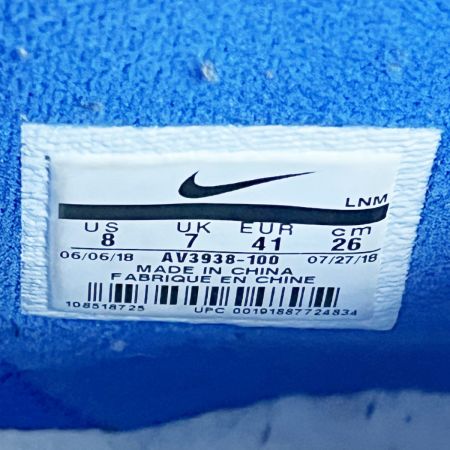 LNM
US UK EUR cm
8 7 41 26
06/06/18 AV3938-100 07/27/18
MADE IN CHINA
FABRIQUE EN CHINE
108518725 UPC 00191887724834